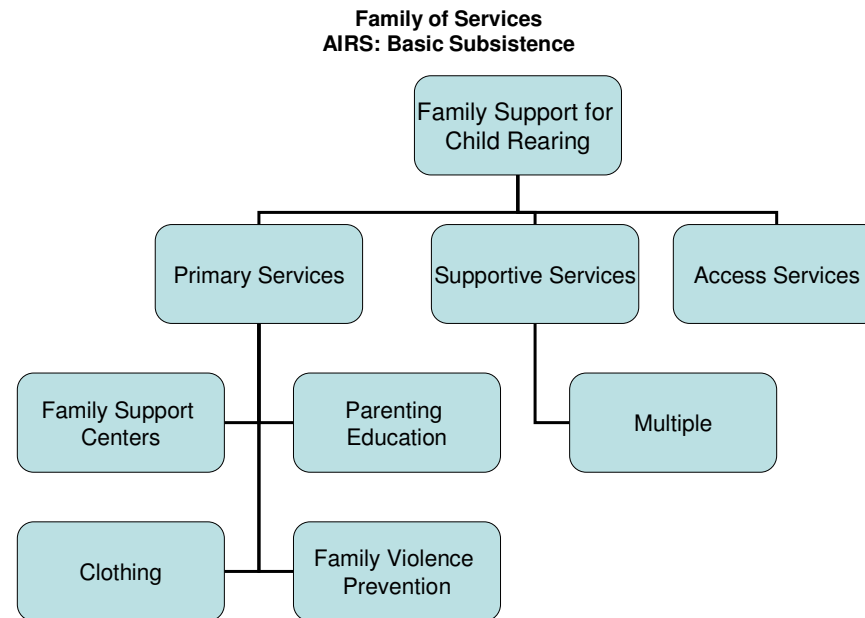 Family of Services
AIRS: Basic Subsistence
Family Support for
Child Rearing
Primary Services
Supportive Services
Access Services
Family Support
Centers
Parenting
Education
Multiple
Clothing
Family Violence
Prevention